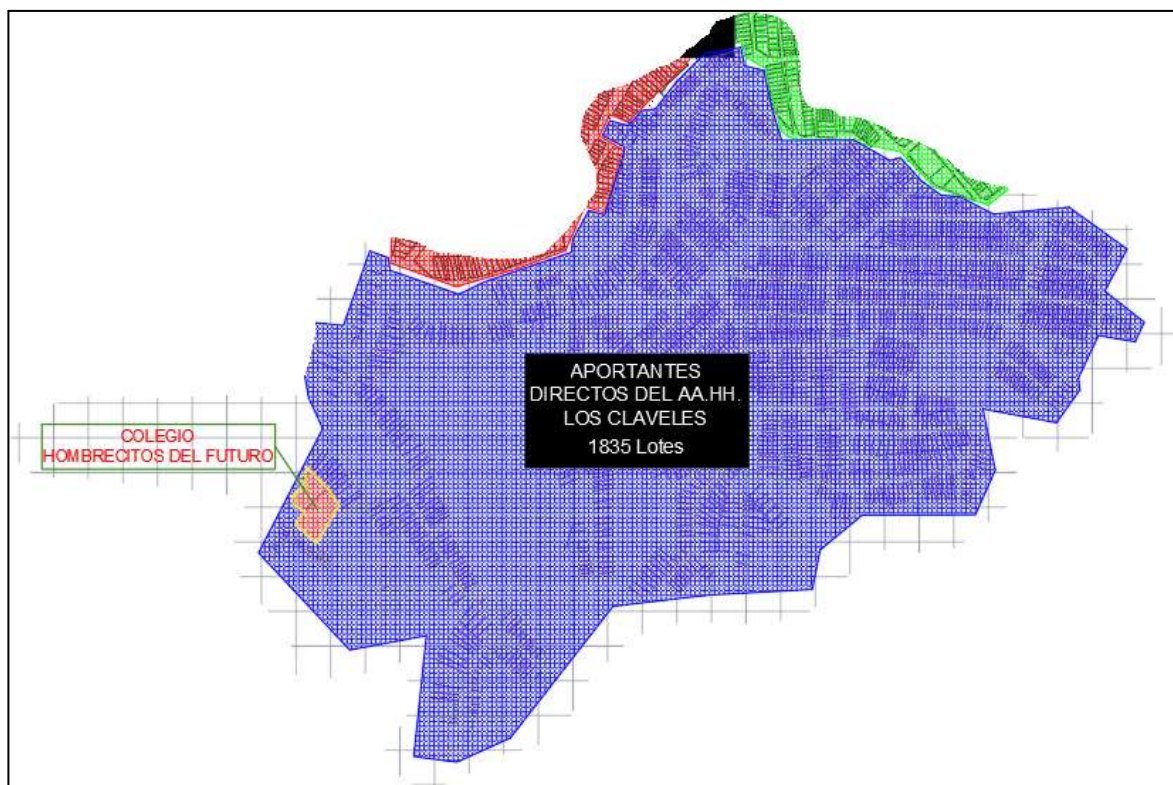 APORTANTES
DIRECTOS DEL AA.HH.
LOS CLAVELES
1835 Lotes
COLEGIO
HOMBRECITOS DEL FUTURO